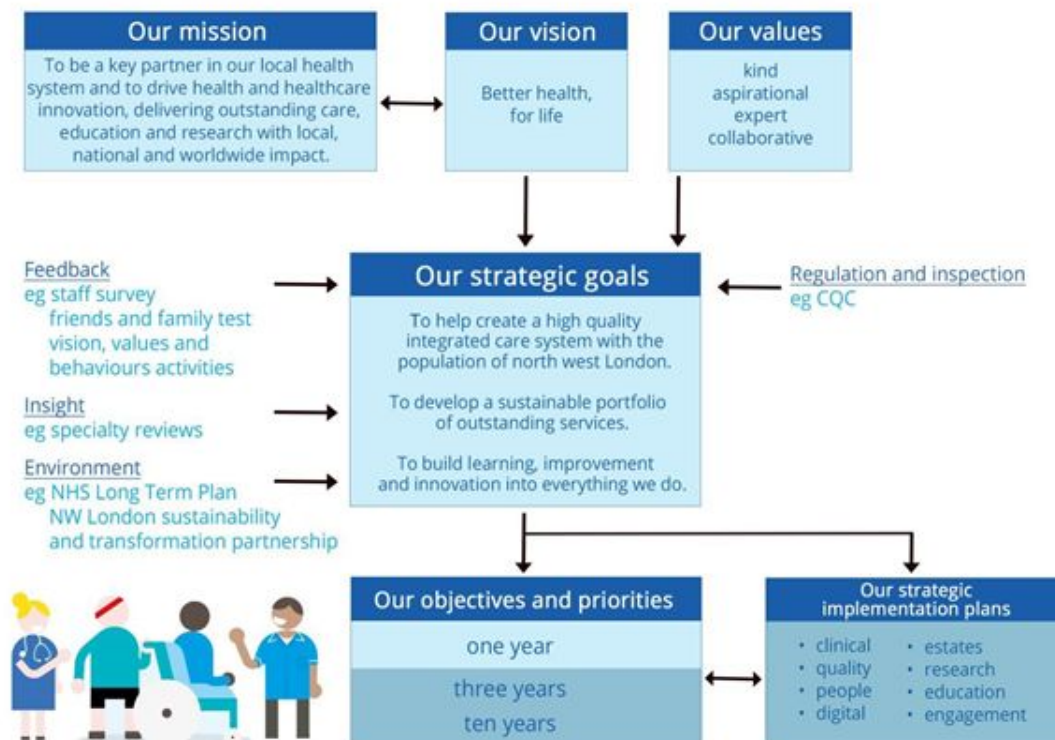 Our mission
To be a key partner in our local health
system and to drive health and healthcare
innovation, delivering outstanding care,
education and research with local,
national and worldwide impact.
Our vision
Better health,
for life
Our values
kind
aspirational
expert
collaborative
Feedback
eg staff survey
friends and family test
vision, values and
behaviours activities
Insight
eg specialty reviews
Environment
eg NHS Long Term Plan
NW London sustainability
and transformation partnership
Our strategic goals
To help create a high quality
integrated care system with the
population of north west London.
To develop a sustainable portfolio
of outstanding services.
To build learning, improvement
and innovation into everything we do.
Regulation and inspection
eg CQC
Our objectives and priorities
one year
three years
ten years
Our strategic
implementation plans
• clinical
• quality
• people
• digital
• estates
• research
• education
• engagement